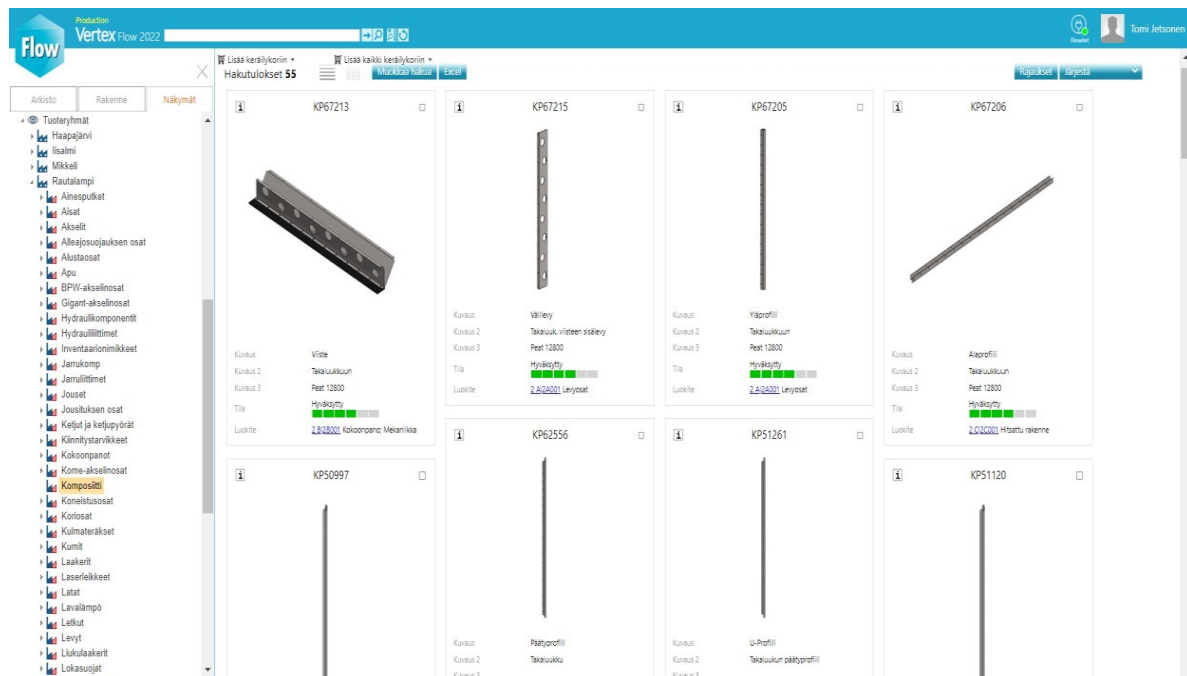 Production
Flow
Vertex Flow 2022
Tomi Jetsonen
Lisää keräilykoriin
Lisää kaikki keräilykoriin
Hakutulokset 55
Muokkaa hakua
Excel
Rajaukset
Järjestä
Arkisto
Rakenne
Näkymät
Tuoteryhmät
Haapajärvi
Iisalmi
Mikkeli
Rautalampi
Ainesputket
Aisat
Akselit
Alleajosuojauksen osat
Alustaosat
Apu
BPW-akselinosat
Gigant-akselinosat
Hydraulikomponentit
Hydrauliliittimet
Inventaarionimikkeet
Jarrukomp
Jarruliittimet
Jouset
Jousituksen osat
Ketjut ja ketjupyörät
Kiinnitystarvikkeet
Kokoonpanot
Kome-akselinosat
Komposiitti
Koneistusosat
Koriosat
Kulmateräkset
Kumit
Laakerit
Laserleikkeet
Latat
Lavalämpö
Letkut
Levyt
Liukulaakerit
Lokasuojat
KP67213
Kuvaus Viiste
Kuvaus 2 Takaluukkuun
Kuvaus 3 Peat 12800
Tila Hyväksytty
Luokite 2 B|2B001 Kokoonpano; Mekaniikka
KP67215
Kuvaus Välilevy
Kuvaus 2 Takaluuk. viisteen sisälevy
Kuvaus 3 Peat 12800
Tila Hyväksytty
Luokite 2 A|2A001 Levyosat
KP67205
Kuvaus Yläprofiili
Kuvaus 2 Takaluukkuun
Kuvaus 3 Peat 12800
Tila Hyväksytty
Luokite 2 A|2A001 Levyosat
KP67206
Kuvaus Alaprofiili
Kuvaus 2 Takaluukkuun
Kuvaus 3 Peat 12800
Tila Hyväksytty
Luokite 2 C|2C001 Hitsattu rakenne
KP50997
KP62556
Kuvaus Päätyprofiili
Kuvaus 2 Takaluukku
Kuvaus 3
KP51261
Kuvaus U-Profiili
Kuvaus 2 Takaluukun päätyprofiili
Kuvaus 3
KP51120